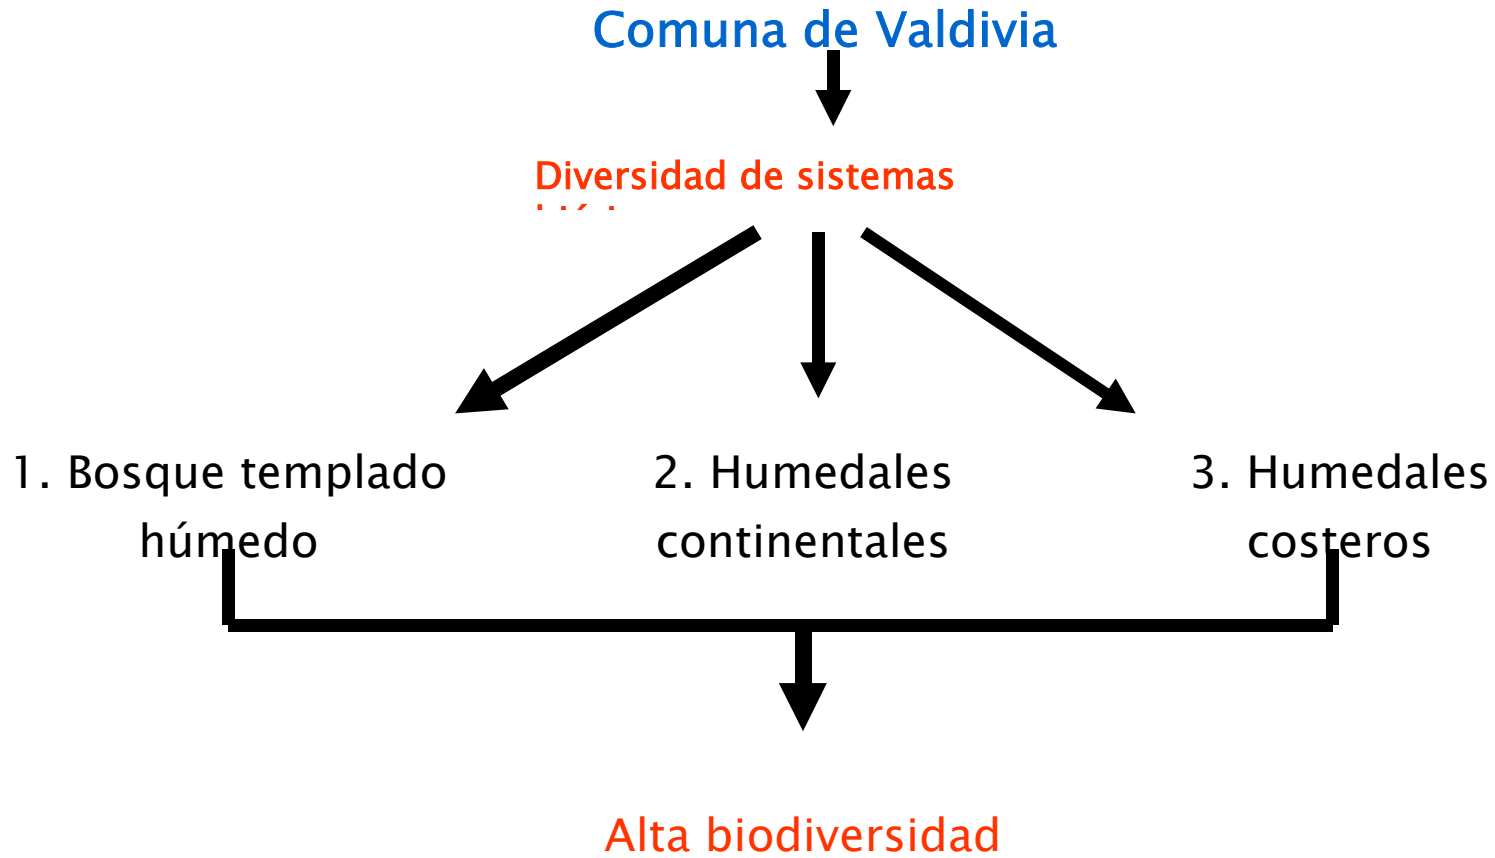 Comuna de Valdivia
Diversidad de sistemas
1. Bosque templado
húmedo
2. Humedales
continentales
3. Humedales
costeros
Alta biodiversidad